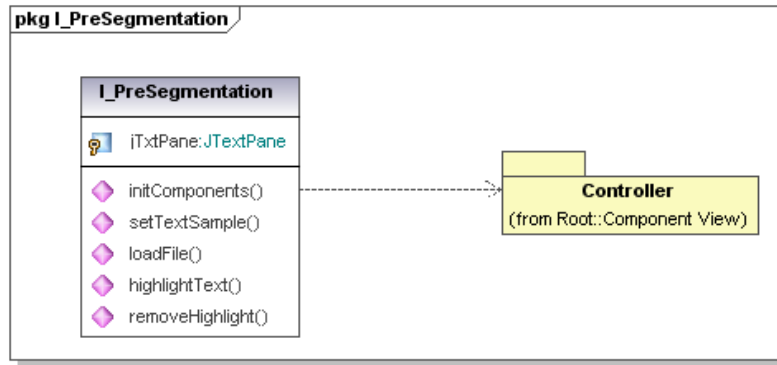 pkg I_PreSegmentation
I_PreSegmentation
jTxtPane:JTextPane
initComponents()
setTextSample()
loadFile()
highlightText()
removeHighlight()
Controller
(from Root::Component View)